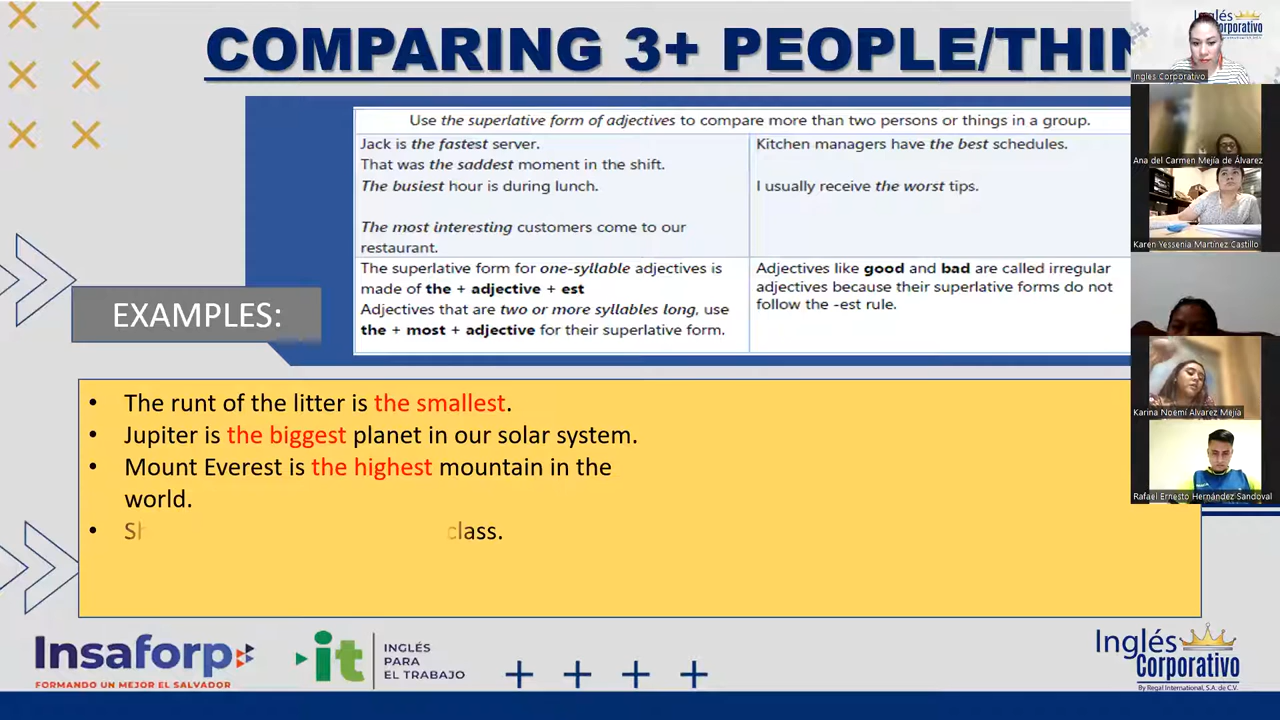 COMPARING 3+ PEOPLE/THIN
Inglés
Corporativo
Ingles Corporativo
Use the superlative form of adjectives to compare more than two persons or things in a group.
Jack is the fastest server.
That was the saddest moment in the shift.
The busiest hour is during lunch.
The most interesting customers come to our
restaurant.
Kitchen managers have the best schedules.
I usually receive the worst tips.
The superlative form for one-syllable adjectives is
made of the + adjective + est
Adjectives that are two or more syllables long, use
the + most + adjective for their superlative form.
Adjectives like good and bad are called irregular
adjectives because their superlative forms do not
follow the -est rule.
EXAMPLES:
• The runt of the litter is the smallest.
• Jupiter is the biggest planet in our solar system.
• Mount Everest is the highest mountain in the
world.
• Sh class.
Ana del Carmen Mejía de Álvarez
Karen Yessenia Martínez Castillo
Karina Noemí Alvarez Mejía
Rafael Ernesto Hernández Sandoval
Insaforp
FORMANDO UN MEJOR EL SALVADOR
it
INGLÉS
PARA
EL TRABAJO
Inglés
Corporativo
By Regal International, S.A. de C.V.